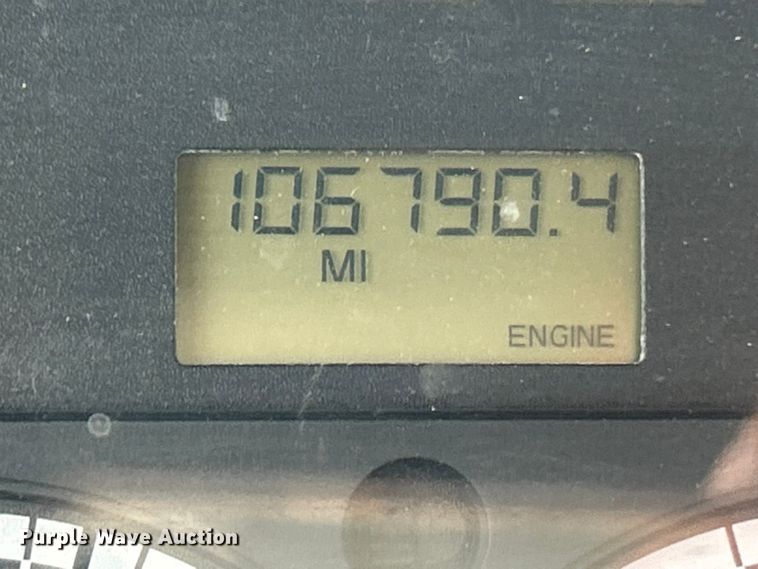 106790.4
MI
ENGINE
Purple Wave Auction